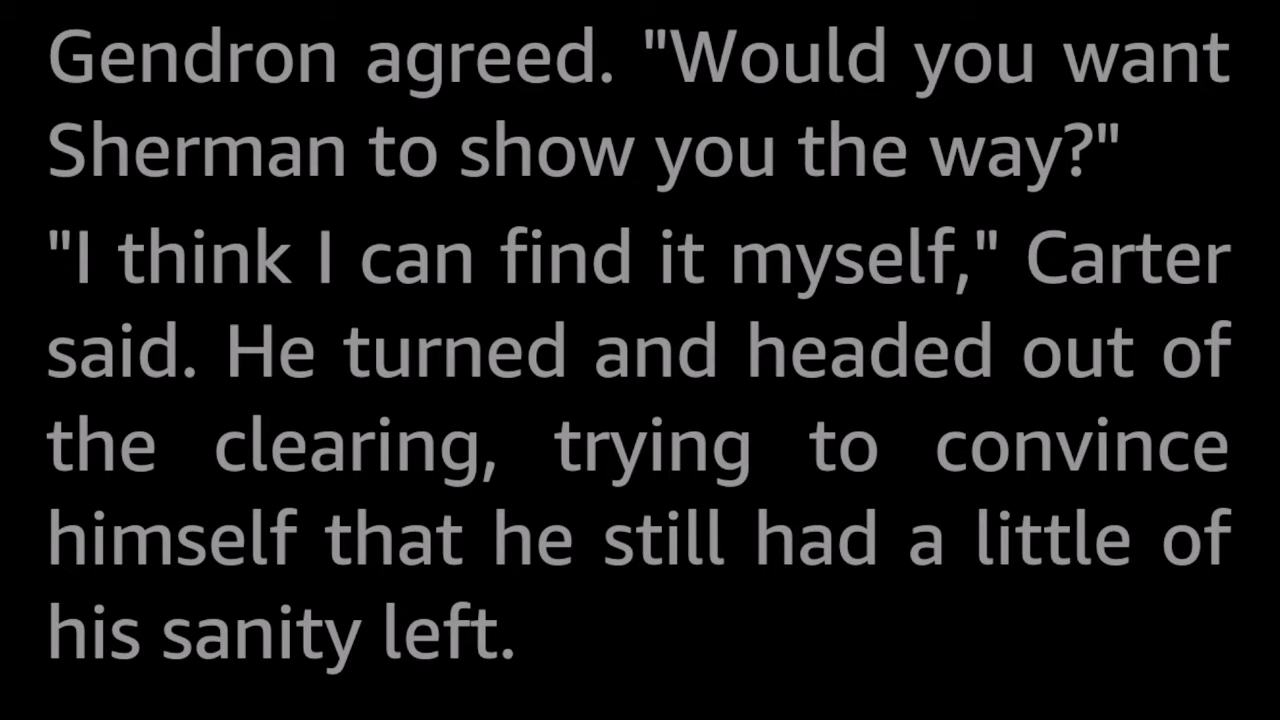 Gendron agreed. "Would you want
Sherman to show you the way?"
"I think I can find it myself," Carter
said. He turned and headed out of
the clearing, trying to convince
himself that he still had a little of
his sanity left.